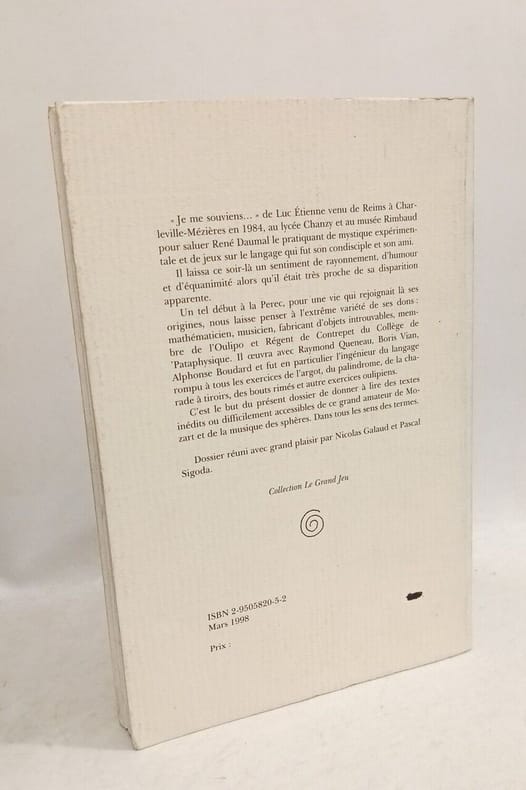 « Je me souviens... » de Luc Étienne venu de Reims à Char-
leville-Mézières en 1984, au lycée Chanzy et au musée Rimbaud
pour saluer René Daumal le pratiquant de mystique expérimen-
tale et de jeux sur le langage qui fut son condisciple et son ami.
Il laissa ce soir-là un sentiment de rayonnement, d'humour
et d'équanimité alors qu'il était très proche de sa disparition
apparente.
Un tel début à la Perec, pour une vie qui rejoignait là ses
origines, nous laisse penser à l'extrême variété de ses dons :
mathématicien, musicien, fabricant d'objets introuvables, mem-
bre de l'Oulipo et Régent de Contrepet du Collège de
'Pataphysique. Il œuvra avec Raymond Queneau, Boris Vian,
Alphonse Boudard et fut en particulier l'ingénieur du langage
rompu à tous les exercices de l'argot, du palindrome, de la cha-
rade à tiroirs, des bouts rimés et autre exercices oulipiens.
C'est le but du présent dossier de donner à lire des textes
inédits ou difficilement accessibles de ce grand amateur de Mo-
zart et de la musique des sphères. Dans tous les sens des termes.
Dossier réuni avec grand plaisir par Nicolas Galaud et Pascal
Sigoda.
Collection Le Grand Jeu
ISBN 2-9505820-5-2
Mars 1998
Prix :